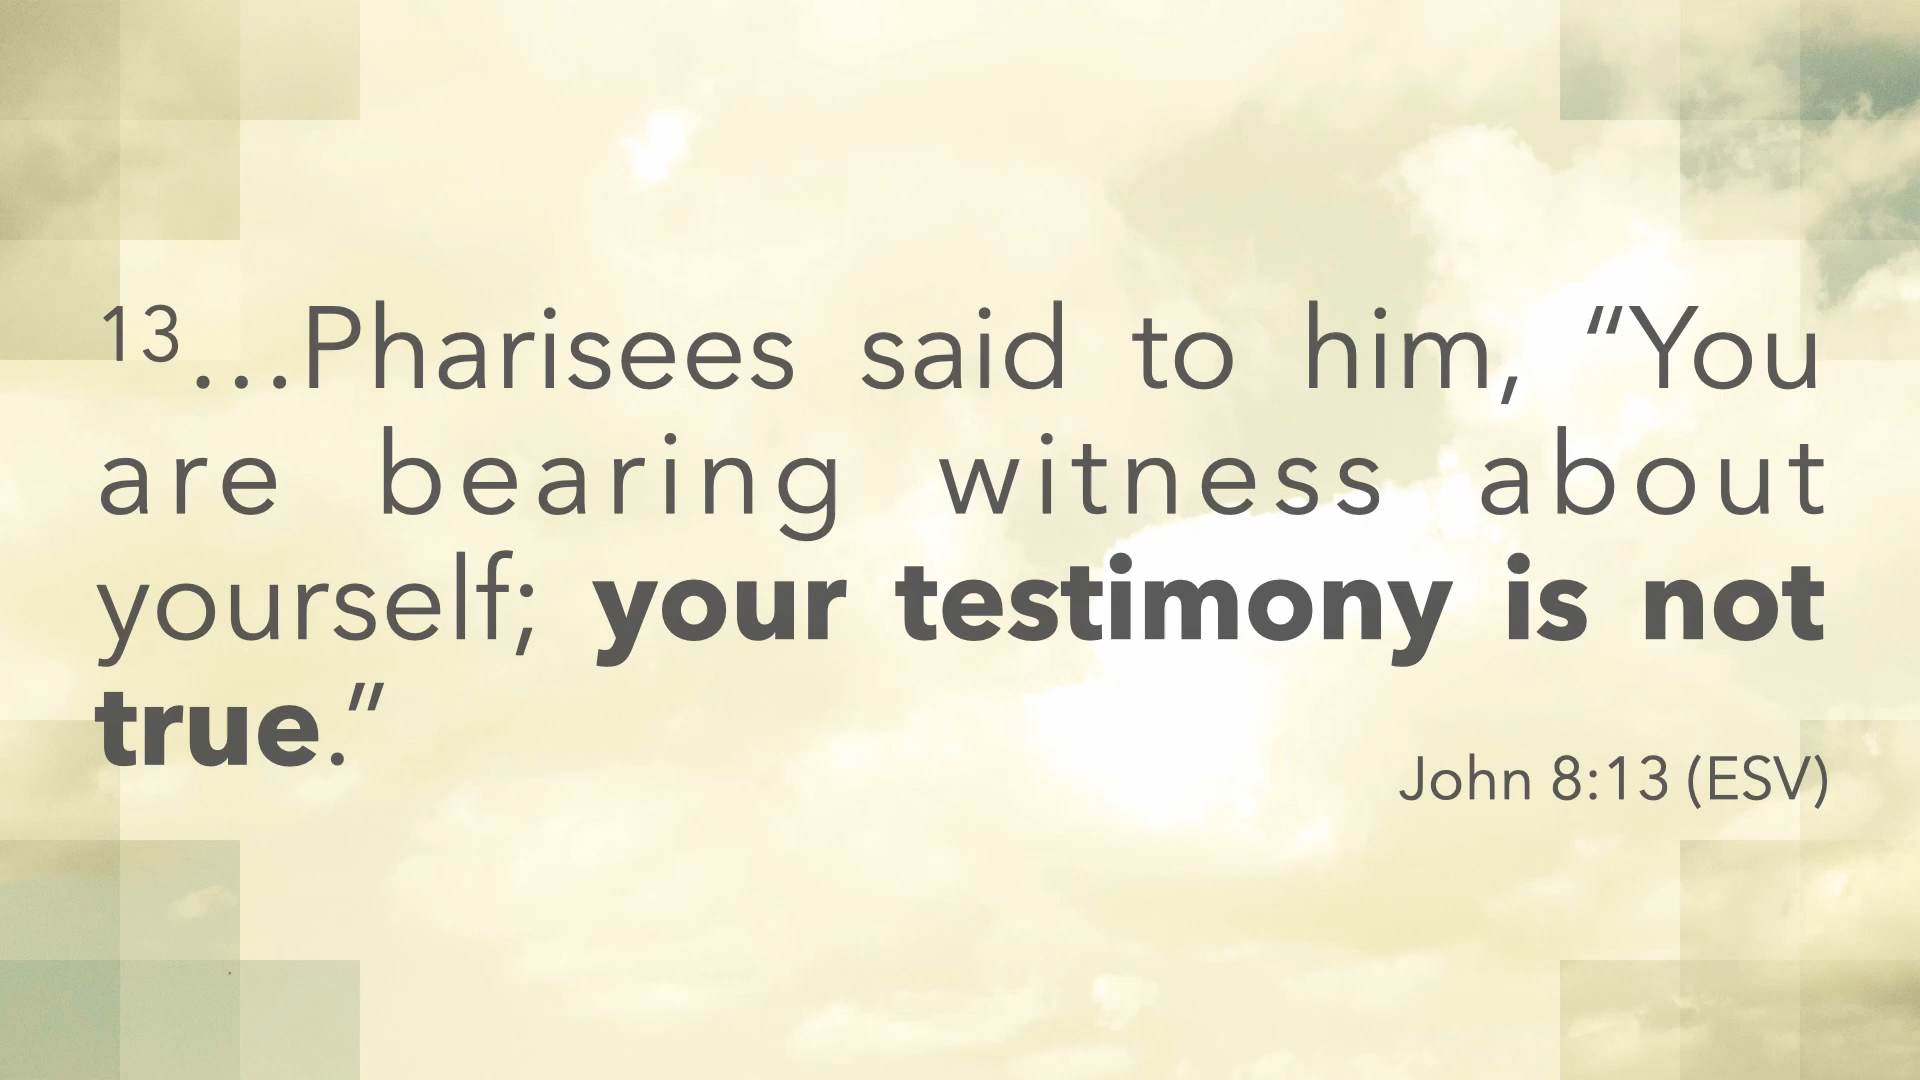 13…Pharisees said to him, “You
are bearing witness about
yourself; your testimony is not
true.”
John 8:13 (ESV)